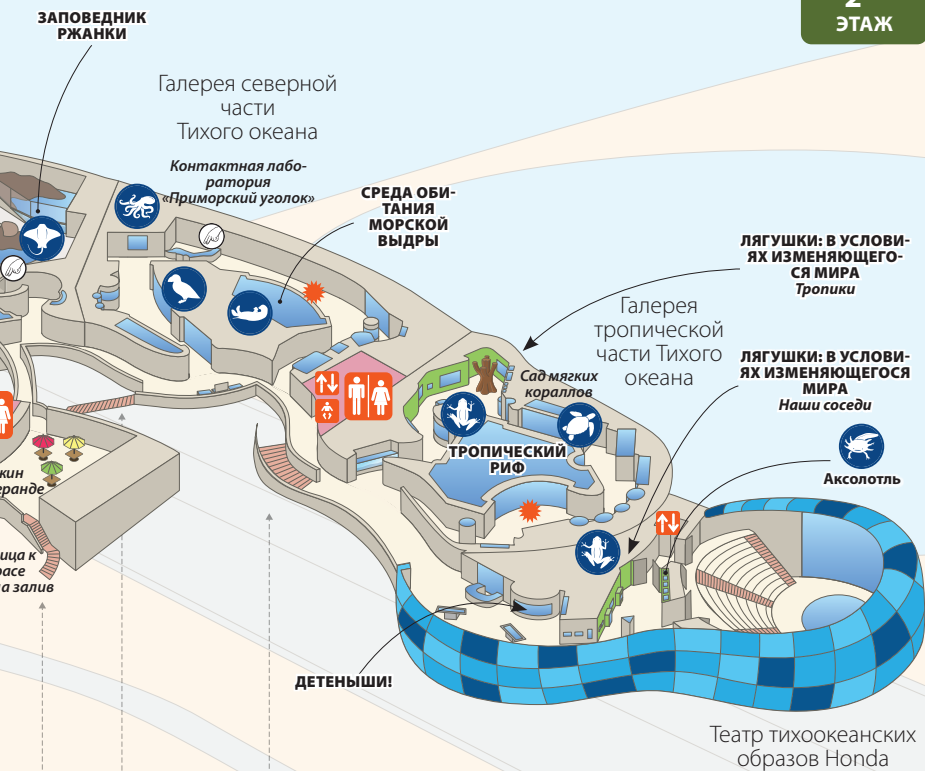 ЗАПОВЕДНИК
РЖАНКИ
2
ЭТАЖ
Галерея северной
части
Тихого океана
Контактная лабо-
ратория
«Приморский уголок»
СРЕДА ОБИ-
ТАНИЯ
МОРСКОЙ
ВЫДРЫ
ЛЯГУШКИ: В УСЛОВИ-
ЯХ ИЗМЕНЯЮЩЕГО-
СЯ МИРА
Тропики
Галерея
тропической
части Тихого
океана
ЛЯГУШКИ: В УСЛОВИ-
ЯХ ИЗМЕНЯЮЩЕГОСЯ
МИРА
Наши соседи
Сад мягких
кораллов
ТРОПИЧЕСКИЙ
РИФ
Аксолотль
ДЕТЕНЫШИ!
Театр тихоокеанских
образов Honda
залив